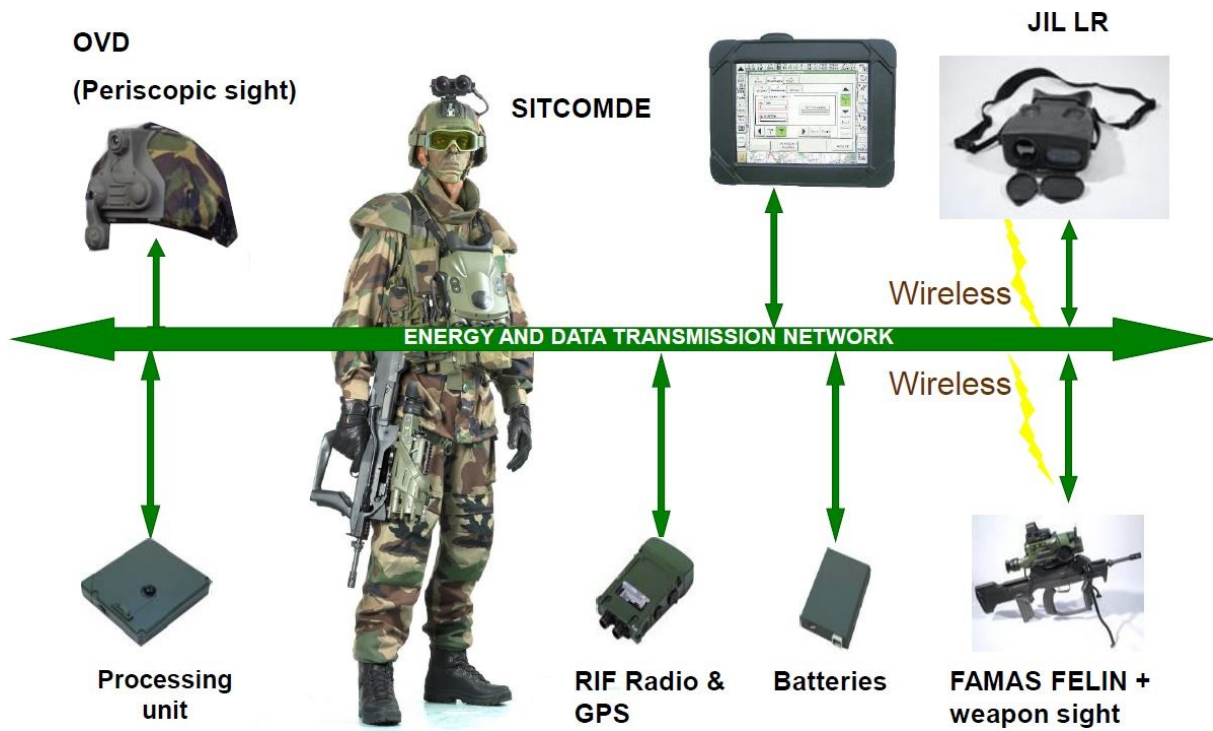 OVD
(Periscopic sight)
SITCOMDE
JIL LR
Wireless
ENERGY AND DATA TRANSMISSION NETWORK
Wireless
Processing
unit
RIF Radio &
GPS
Batteries
FAMAS FELIN +
weapon sight